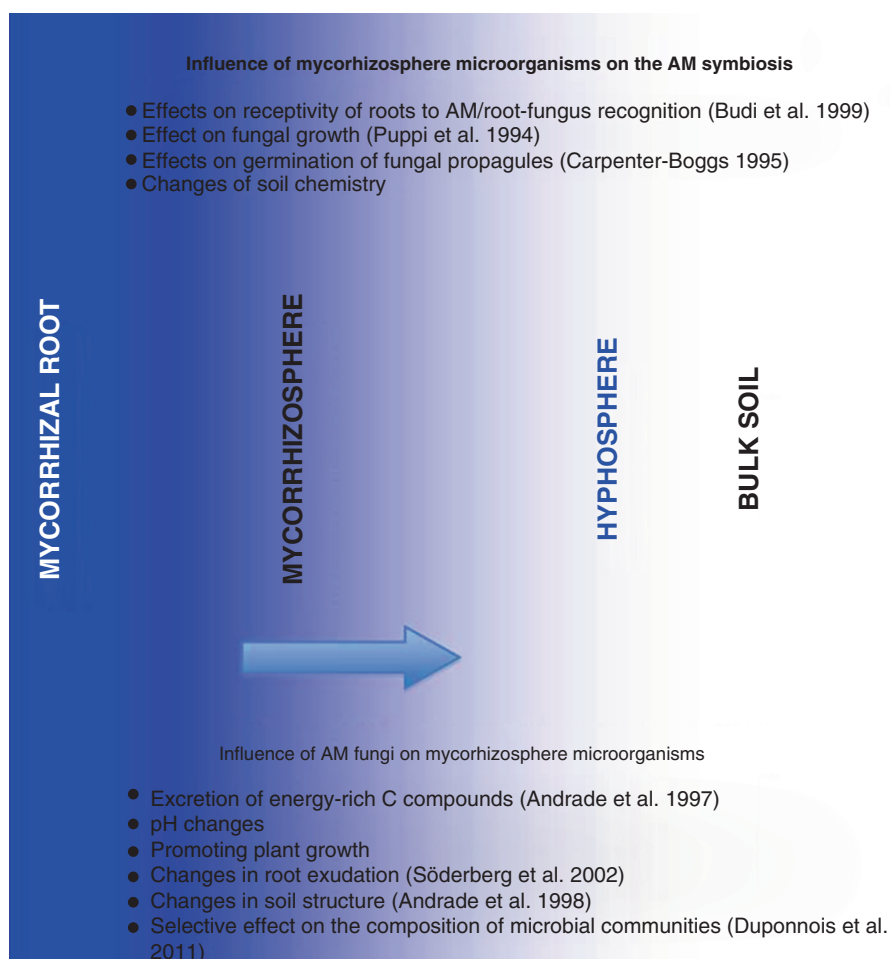 Influence of mycorhizosphere microorganisms on the AM symbiosis
● Effects on receptivity of roots to AM/root-fungus recognition (Budi et al. 1999)
● Effect on fungal growth (Puppi et al. 1994)
● Effects on germination of fungal propagules (Carpenter-Boggs 1995)
● Changes of soil chemistry
MYCORRHIZAL ROOT
MYCORRHIZOSPHERE
HYPHOSPHERE
BULK SOIL
Influence of AM fungi on mycorhizosphere microorganisms
● Excretion of energy-rich C compounds (Andrade et al. 1997)
● pH changes
● Promoting plant growth
● Changes in root exudation (Söderberg et al. 2002)
● Changes in soil structure (Andrade et al. 1998)
● Selective effect on the composition of microbial communities (Duponnois et al.
2011)